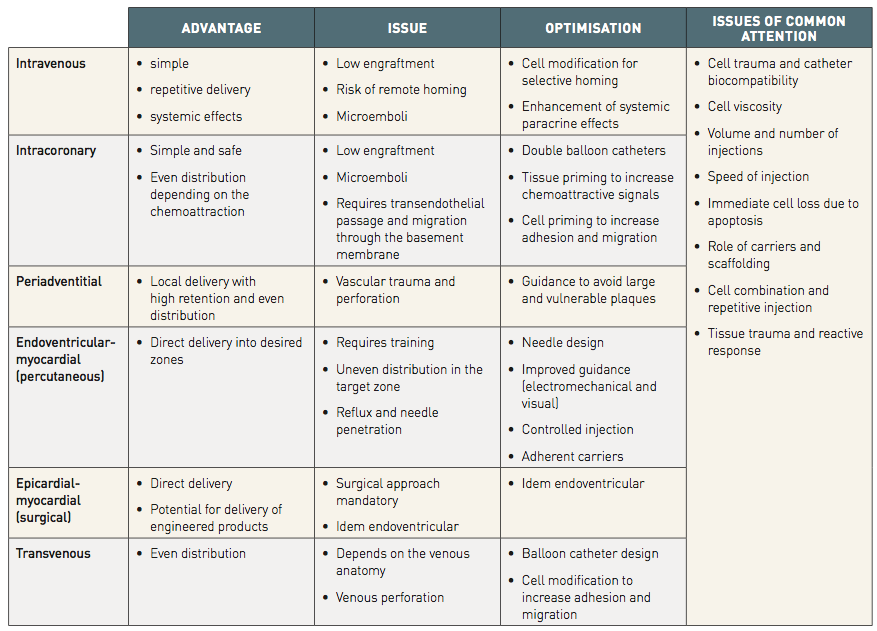 ADVANTAGE
ISSUE
OPTIMISATION
ISSUES OF COMMON
ATTENTION
Intravenous
• simple
• repetitive delivery
• systemic effects
• Low engraftment
• Risk of remote homing
• Microemboli
• Cell modification for
selective homing
• Enhancement of systemic
paracrine effects
• Cell trauma and catheter
biocompatibility
• Cell viscosity
• Volume and number of
injections
• Speed of injection
• Immediate cell loss due to
apoptosis
• Role of carriers and
scaffolding
• Cell combination and
repetitive injection
• Tissue trauma and reactive
response
Intracoronary
• Simple and safe
• Even distribution
depending on the
chemoattraction
• Low engraftment
• Microemboli
• Requires transendothelial
passage and migration
through the basement
membrane
• Double balloon catheters
• Tissue priming to increase
chemoattractive signals
• Cell priming to increase
adhesion and migration
Periadventitial
• Local delivery with
high retention and even
distribution
• Vascular trauma and
perforation
• Guidance to avoid large
and vulnerable plaques
Endoventricular-
myocardial
(percutaneous)
• Direct delivery into desired
zones
• Requires training
• Uneven distribution in the
target zone
• Reflux and needle
penetration
• Needle design
• Improved guidance
(electromechanical and
visual)
• Controlled injection
• Adherent carriers
Epicardial-
myocardial
(surgical)
• Direct delivery
• Potential for delivery of
engineered products
• Surgical approach
mandatory
• Idem endoventricular
• Idem endoventricular
Transvenous
• Even distribution
• Depends on the venous
anatomy
• Venous perforation
• Balloon catheter design
• Cell modification to
increase adhesion and
migration